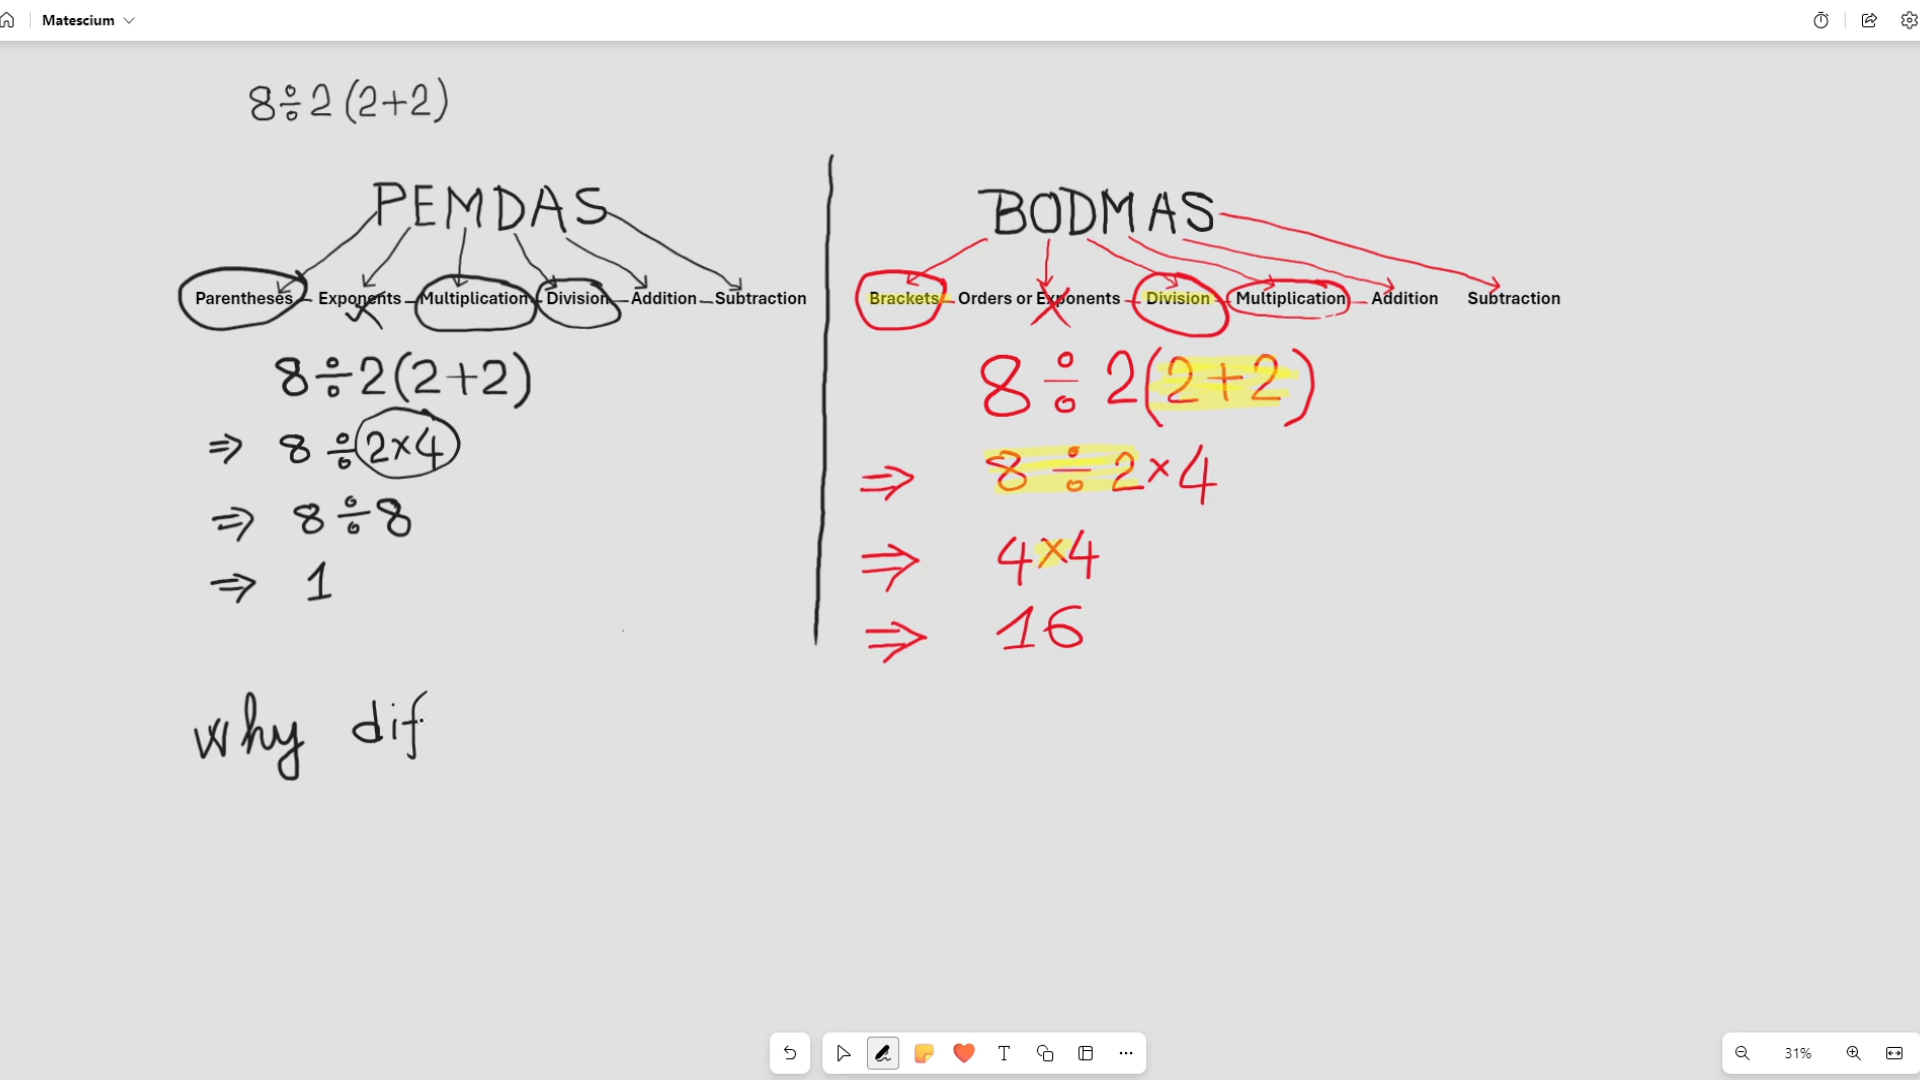 Matescium
8÷2(2+2)
PEMDAS
Parentheses Exponents Multiplication Division Addition Subtraction
8÷2(2+2)
⇒ 8÷2×4
⇒ 8÷8
⇒ 1
why dif
BODMAS
Brackets Orders or Exponents Division Multiplication Addition Subtraction
8÷2(2+2)
⇒ 8÷2×4
⇒ 4×4
⇒ 16
T
31%